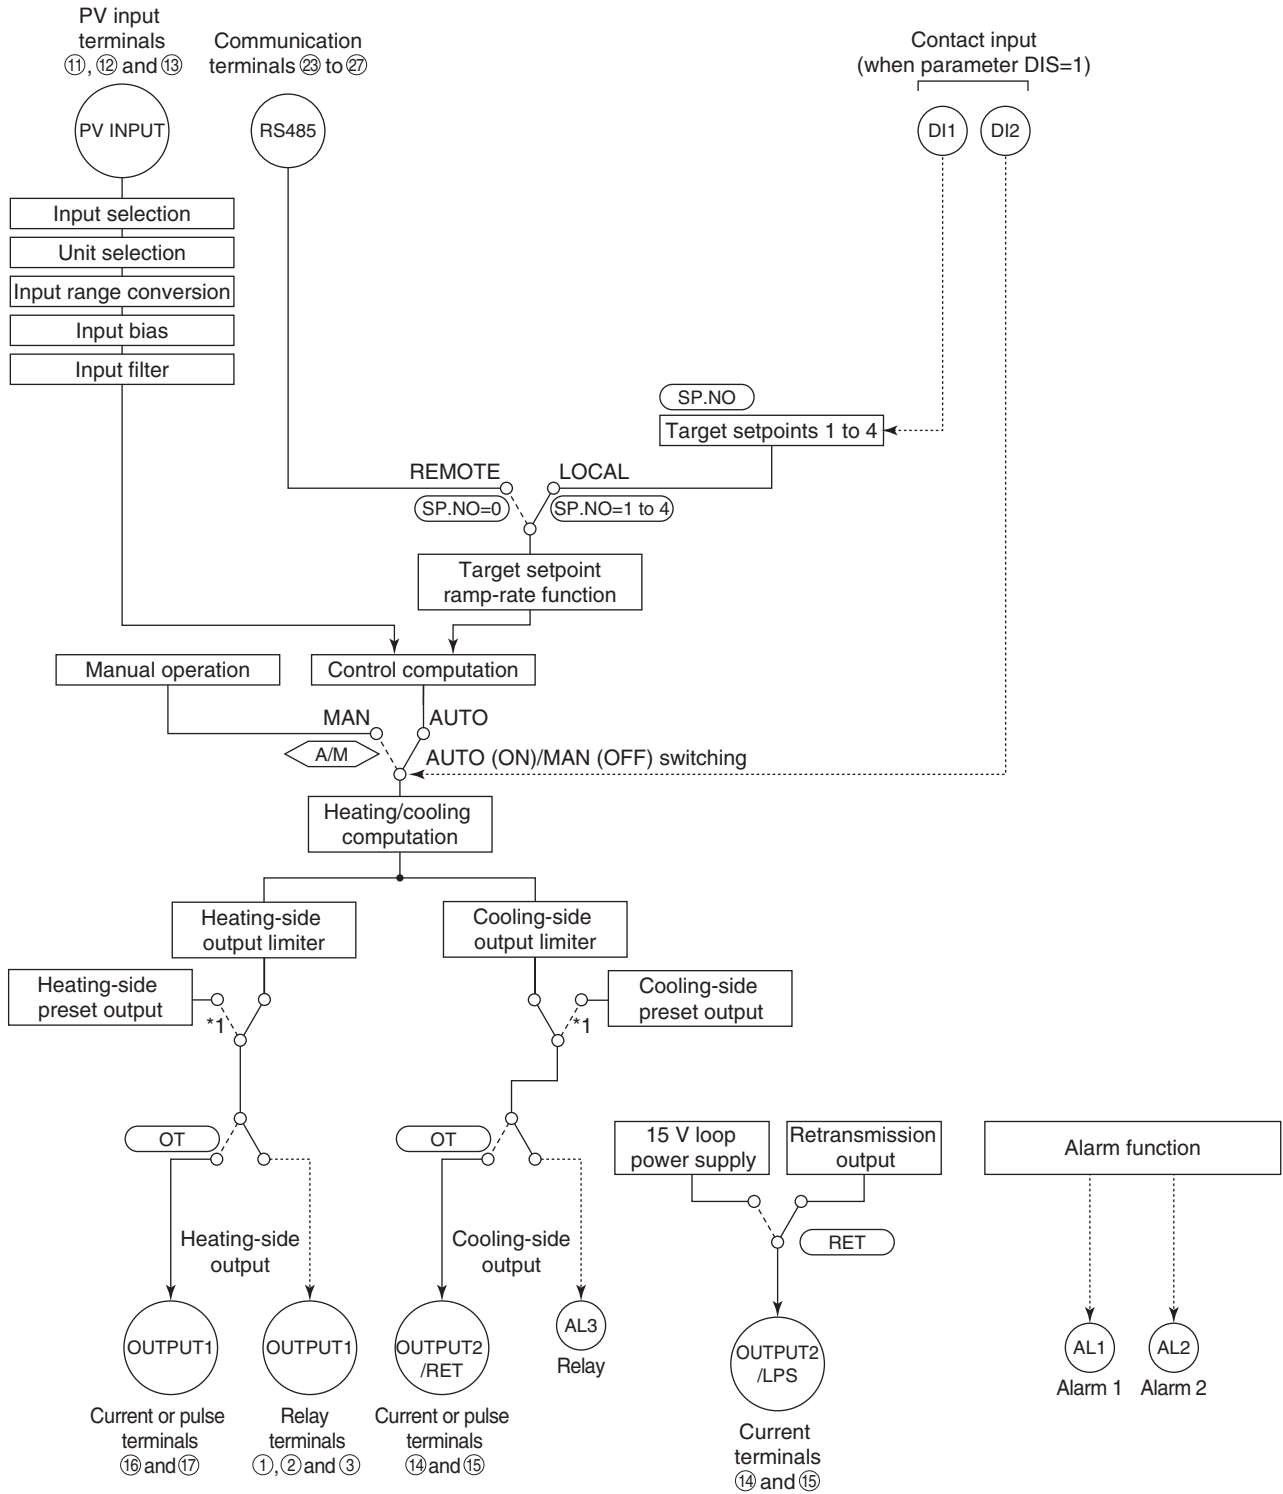 PV input
terminals
⑪, ⑫ and ⑬
Communication
terminals ㉓ to ㉗
Contact input
(when parameter DIS=1)
PV INPUT
RS485
DI1
DI2
Input selection
Unit selection
Input range conversion
Input bias
Input filter
SP.NO
Target setpoints 1 to 4
REMOTE
LOCAL
SP.NO=0
SP.NO=1 to 4
Target setpoint
ramp-rate function
Manual operation
Control computation
MAN
AUTO
A/M
AUTO (ON)/MAN (OFF) switching
Heating/cooling
computation
Heating-side
output limiter
Cooling-side
output limiter
Heating-side
preset output
*1
*1
Cooling-side
preset output
OT
OT
15 V loop
power supply
Retransmission
output
Alarm function
RET
Heating-side
output
Cooling-side
output
OUTPUT1
OUTPUT1
OUTPUT2
/RET
AL3
Relay
OUTPUT2
/LPS
AL1
AL2
Alarm 1
Alarm 2
Current or pulse
terminals
⑯ and ⑰
Relay
terminals
①, ② and ③
Current or pulse
terminals
⑭ and ⑮
Current
terminals
⑭ and ⑮